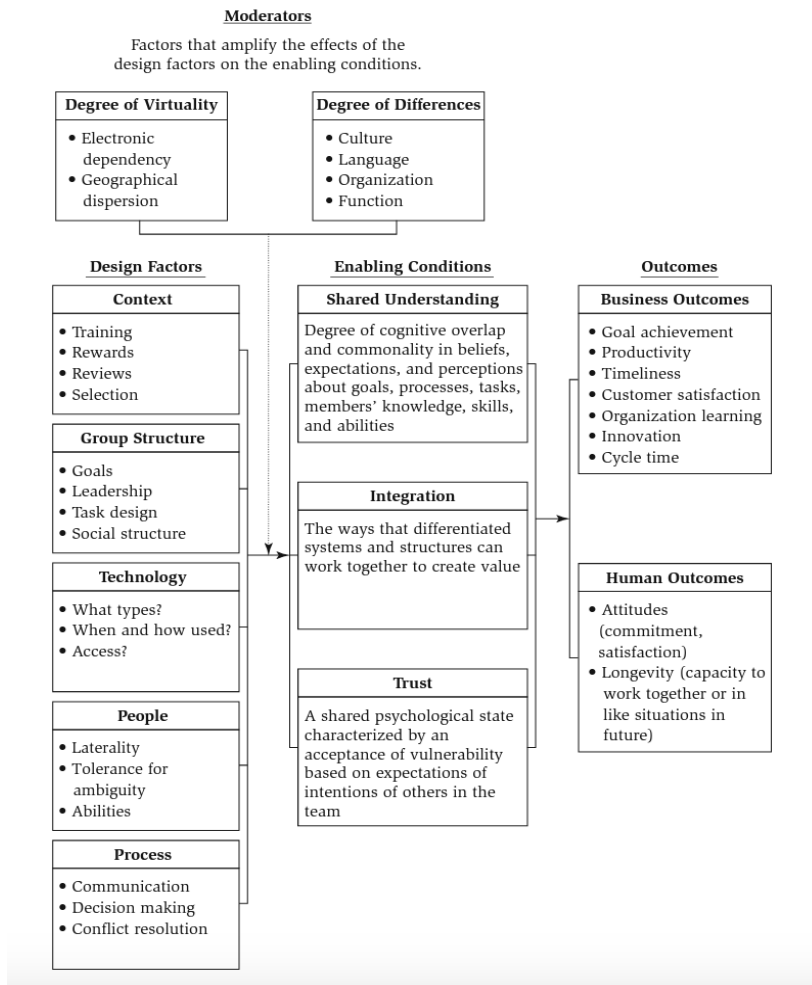 Moderators
Factors that amplify the effects of the
design factors on the enabling conditions.
Degree of Virtuality
• Electronic
dependency
• Geographical
dispersion
Degree of Differences
• Culture
• Language
• Organization
• Function
Design Factors
Context
• Training
• Rewards
• Reviews
• Selection
Group Structure
• Goals
• Leadership
• Task design
• Social structure
Technology
• What types?
• When and how used?
• Access?
People
• Laterality
• Tolerance for
ambiguity
• Abilities
Process
• Communication
• Decision making
• Conflict resolution
Enabling Conditions
Shared Understanding
Degree of cognitive overlap
and commonality in beliefs,
expectations, and perceptions
about goals, processes, tasks,
members’ knowledge, skills,
and abilities
Integration
The ways that differentiated
systems and structures can
work together to create value
Trust
A shared psychological state
characterized by an
acceptance of vulnerability
based on expectations of
intentions of others in the
team
Outcomes
Business Outcomes
• Goal achievement
• Productivity
• Timeliness
• Customer satisfaction
• Organization learning
• Innovation
• Cycle time
Human Outcomes
• Attitudes
(commitment,
satisfaction)
• Longevity (capacity to
work together or in
like situations in
future)